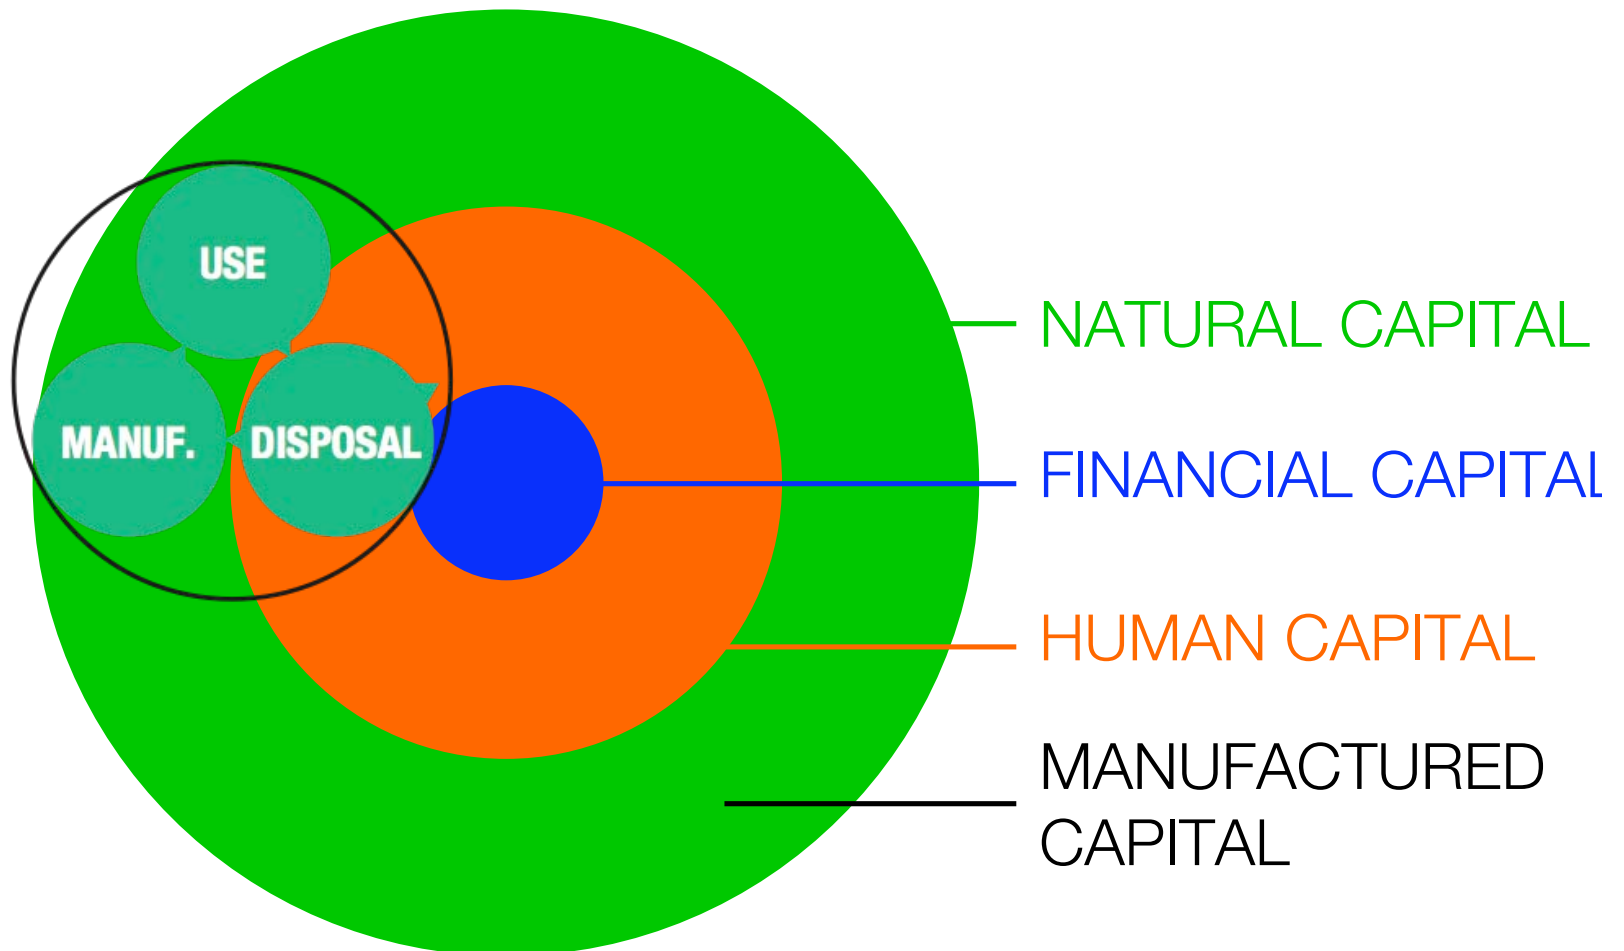 USE
MANUF.
DISPOSAL
NATURAL CAPITAL
FINANCIAL CAPITAL
HUMAN CAPITAL
MANUFACTURED
CAPITAL